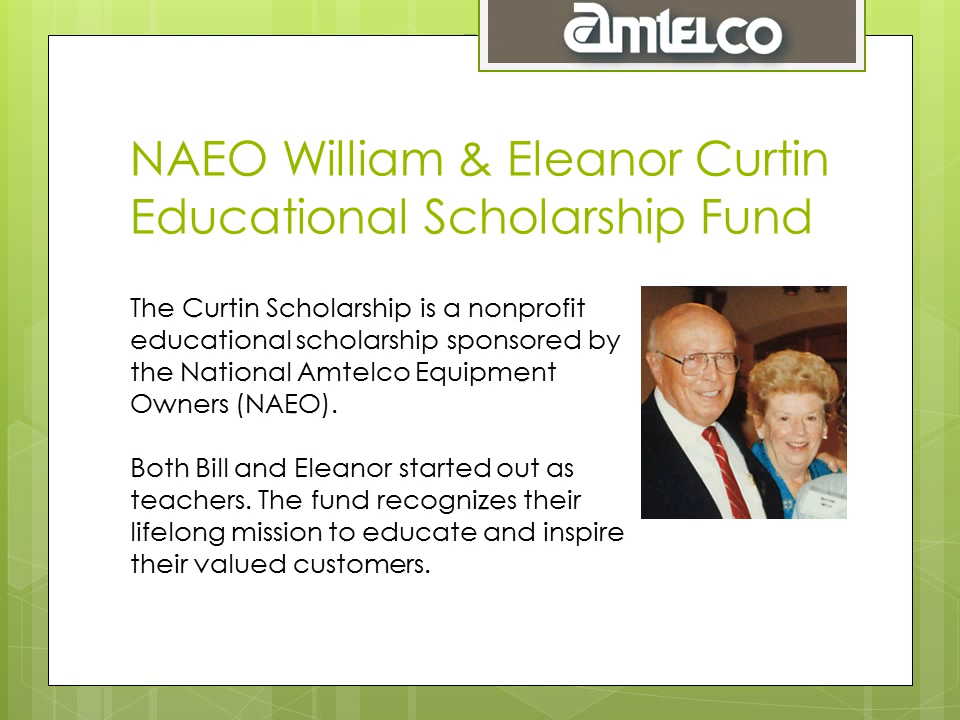 amtelco
NAEO William & Eleanor Curtin
Educational Scholarship Fund
The Curtin Scholarship is a nonprofit
educational scholarship sponsored by
the National Amtelco Equipment
Owners (NAEO).
Both Bill and Eleanor started out as
teachers. The fund recognizes their
lifelong mission to educate and inspire
their valued customers.